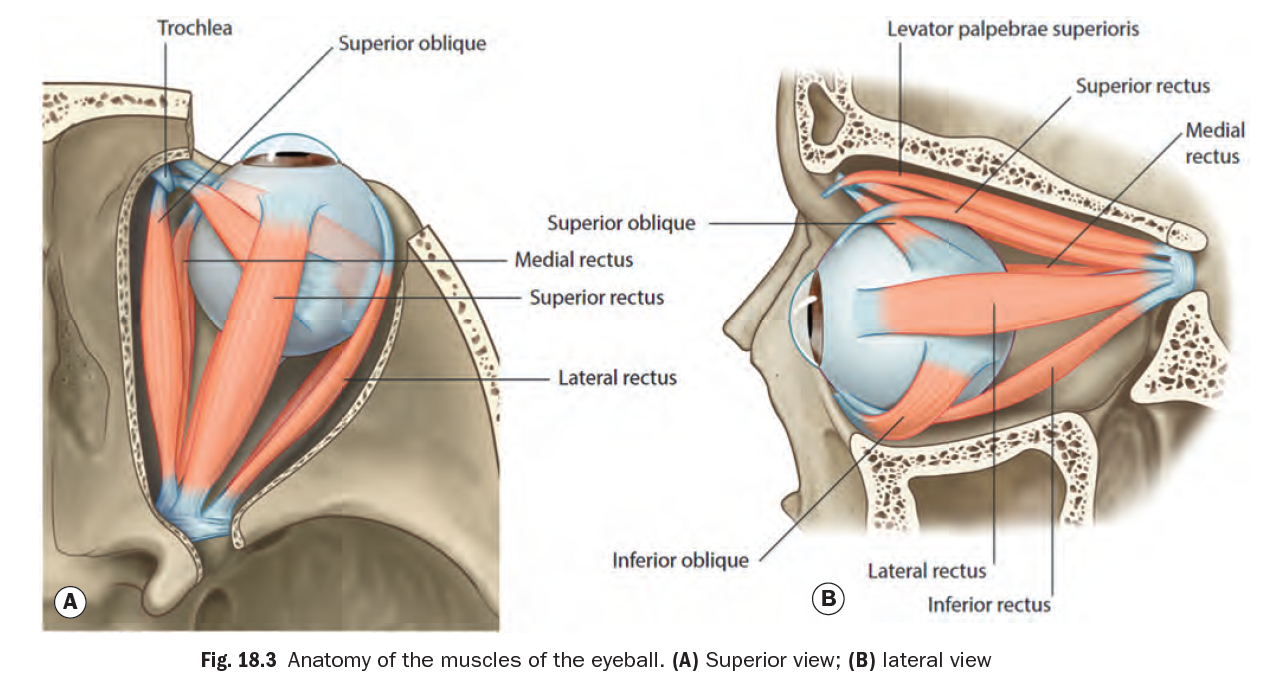 Trochlea
Superior oblique
Medial rectus
Superior rectus
Lateral rectus
A
Levator palpebrae superioris
Superior rectus
Medial
rectus
Superior oblique
Inferior oblique
Lateral rectus
Inferior rectus
B
Fig. 18.3 Anatomy of the muscles of the eyeball. (A) Superior view; (B) lateral view